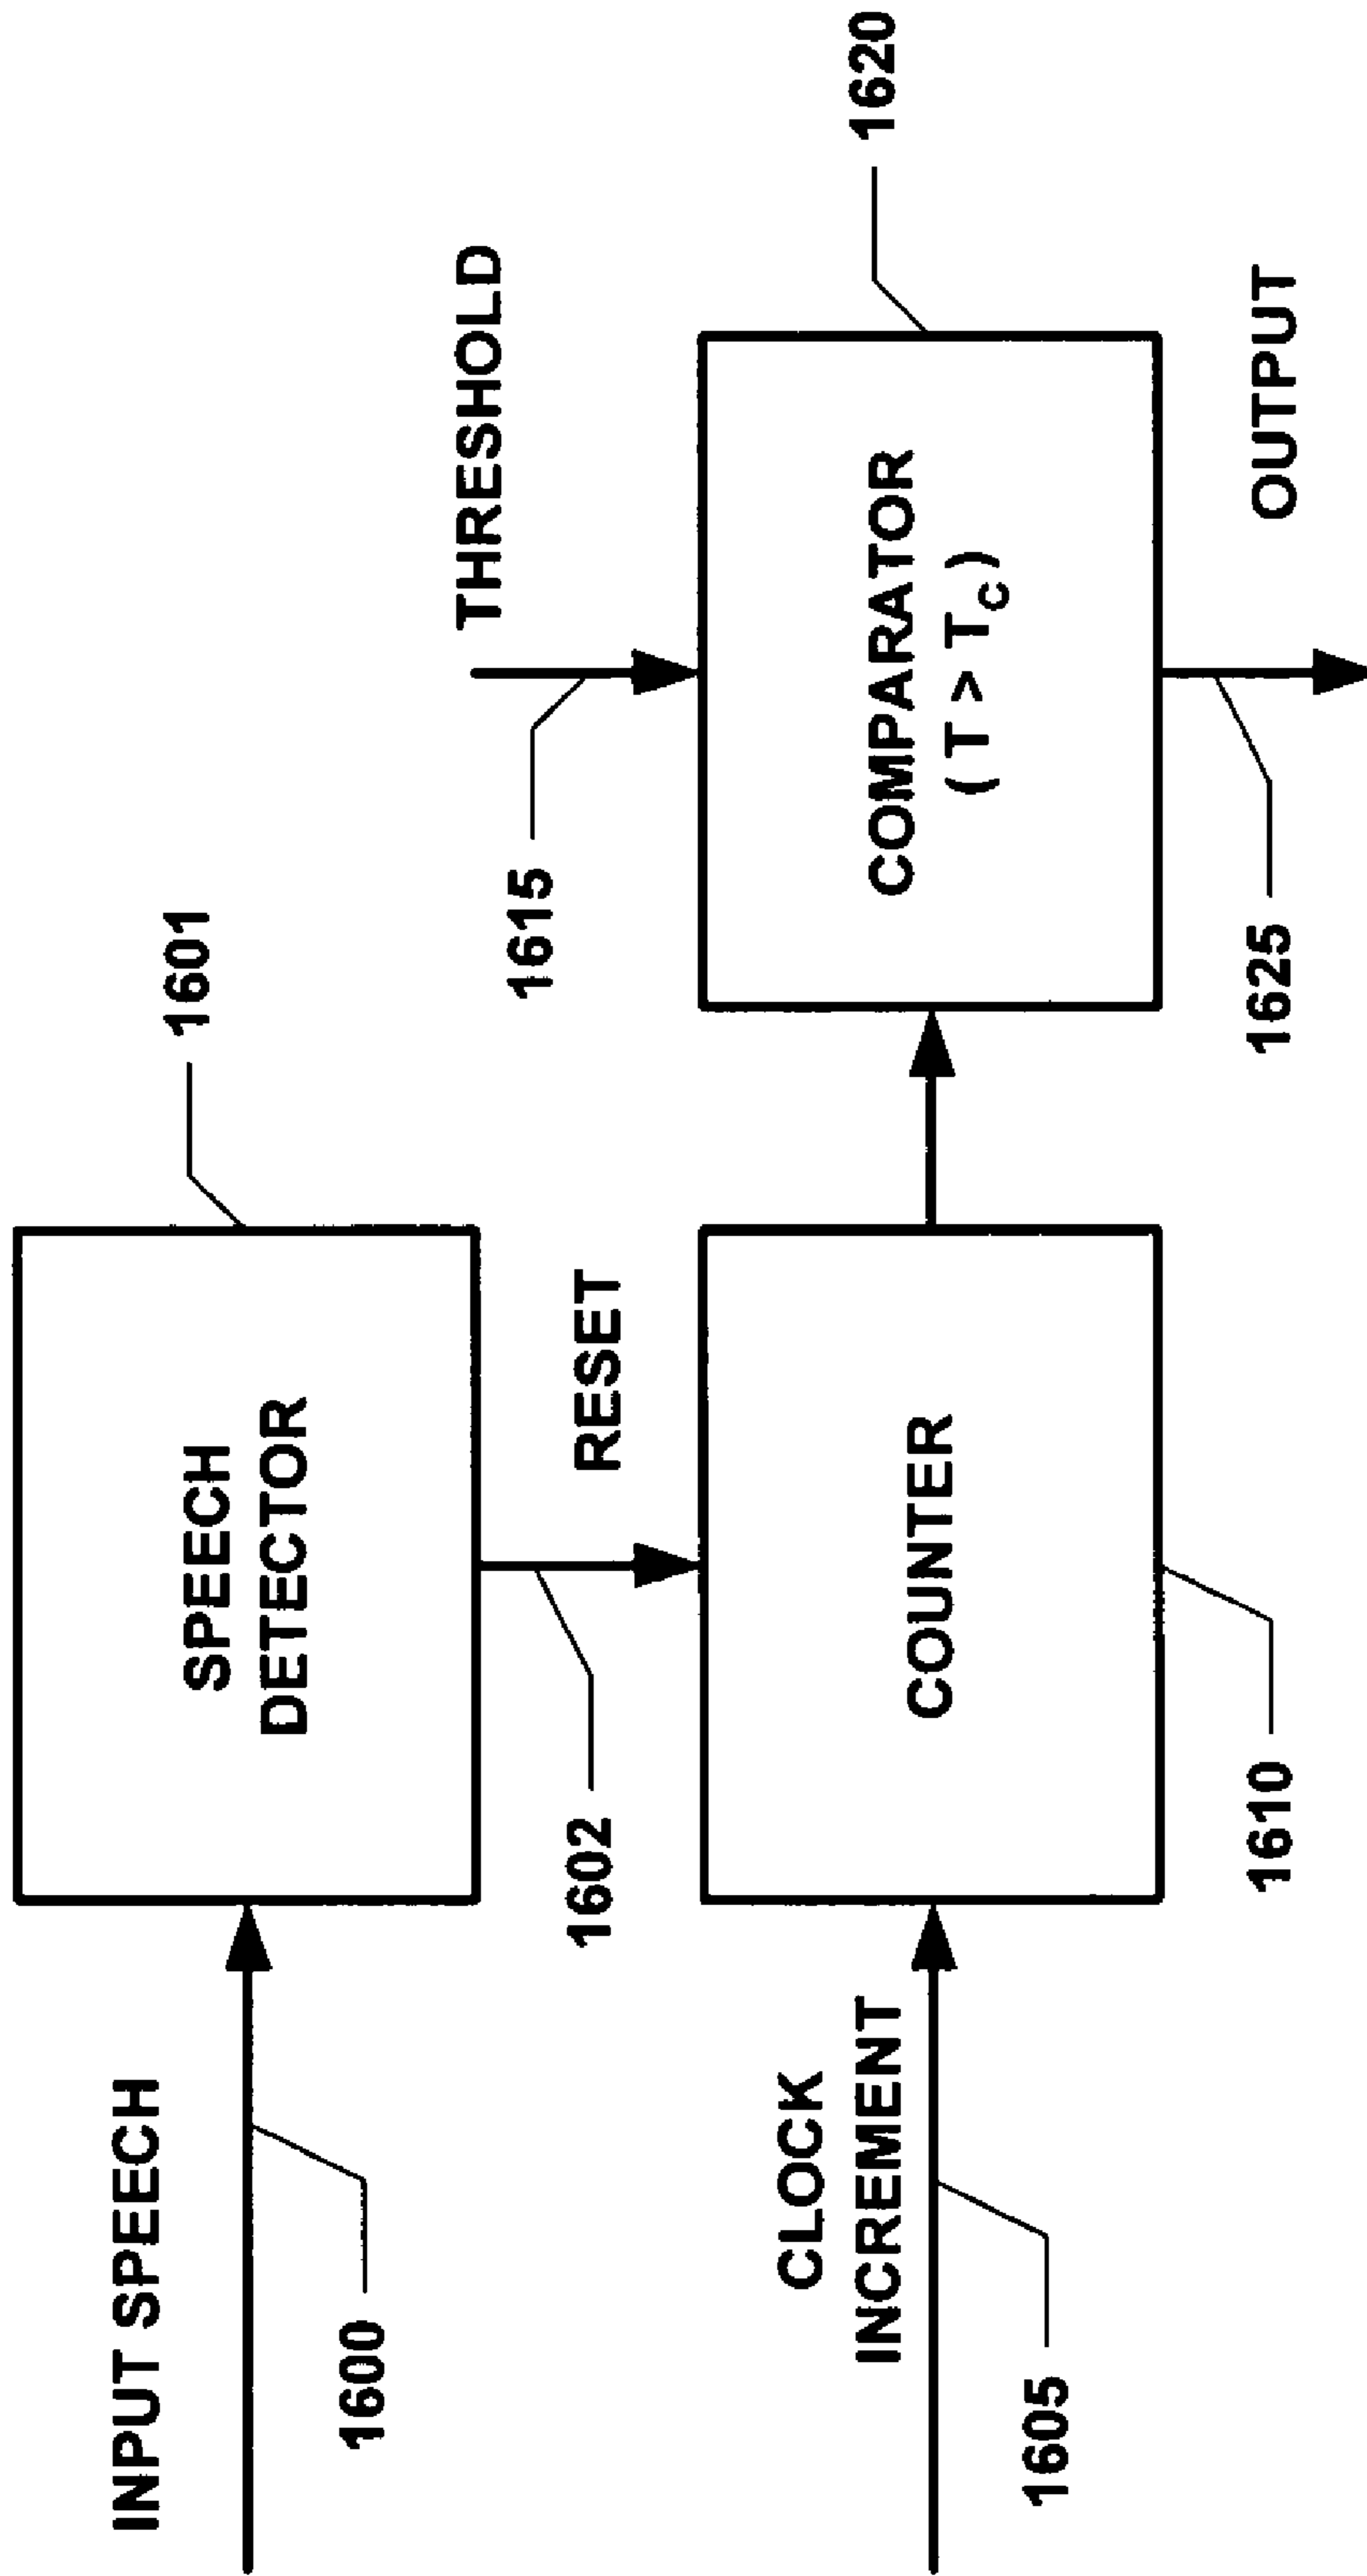 INPUT SPEECH
1600
SPEECH
DETECTOR
1601
1602
RESET
CLOCK
INCREMENT
1605
COUNTER
1610
THRESHOLD
1615
COMPARATOR
( T > T_C )
1620
1625
OUTPUT